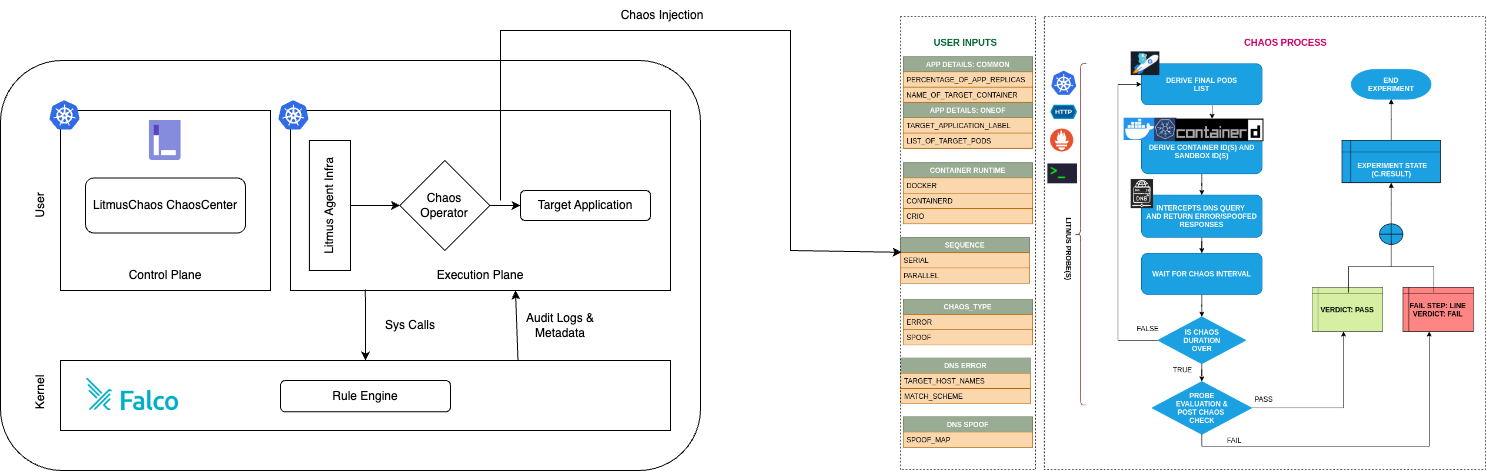 Chaos Injection
User
LitmusChaos ChaosCenter
Control Plane
Litmus Agent Infra
Chaos
Operator
Target Application
Execution Plane
Sys Calls
Audit Logs &
Metadata
Kernel
Falco
Rule Engine
USER INPUTS
APP DETAILS: COMMON
PERCENTAGE_OF_APP_REPLICAS
NAME_OF_TARGET_CONTAINER
APP DETAILS: ONEOF
TARGET_APPLICATION_LABEL
LIST_OF_TARGET_PODS
CONTAINER RUNTIME
DOCKER
CONTAINERD
CRIO
SEQUENCE
SERIAL
PARALLEL
CHAOS_TYPE
ERROR
SPOOF
DNS ERROR
TARGET_HOST_NAMES
MATCH_SCHEME
DNS SPOOF
SPOOF_MAP
CHAOS PROCESS
HTTP
>_
LITMUS PROBE(S)
DERIVE FINAL PODS
LIST
containerd
DERIVE CONTAINER ID(S) AND
SANDBOX ID(S)
DNS
INTERCEPTS DNS QUERY
AND RETURN ERROR/SPOOFED
RESPONSES
WAIT FOR CHAOS INTERVAL
FALSE
IS CHAOS
DURATION
OVER
TRUE
PROBE
EVALUATION &
POST CHAOS
CHECK
PASS
FAIL
END
EXPERIMENT
EXPERIMENT STATE
(C.RESULT)
VERDICT: PASS
FAIL STEP: LINE
VERDICT: FAIL